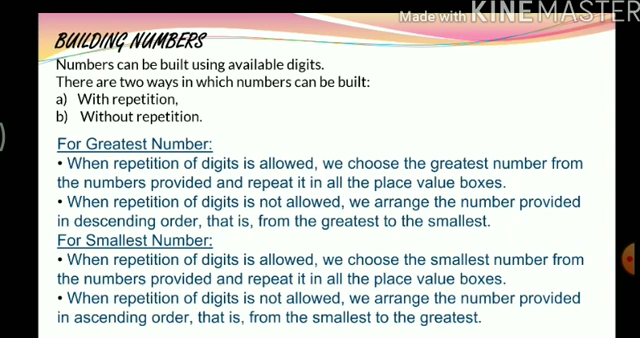 Made with KINEMASTER
BUILDING NUMBERS
Numbers can be built using available digits.
There are two ways in which numbers can be built:
a) With repetition,
b) Without repetition.
For Greatest Number:
• When repetition of digits is allowed, we choose the greatest number from
the numbers provided and repeat it in all the place value boxes.
• When repetition of digits is not allowed, we arrange the number provided
in descending order, that is, from the greatest to the smallest.
For Smallest Number:
• When repetition of digits is allowed, we choose the smallest number from
the numbers provided and repeat it in all the place value boxes.
• When repetition of digits is not allowed, we arrange the number provided
in ascending order, that is, from the smallest to the greatest.